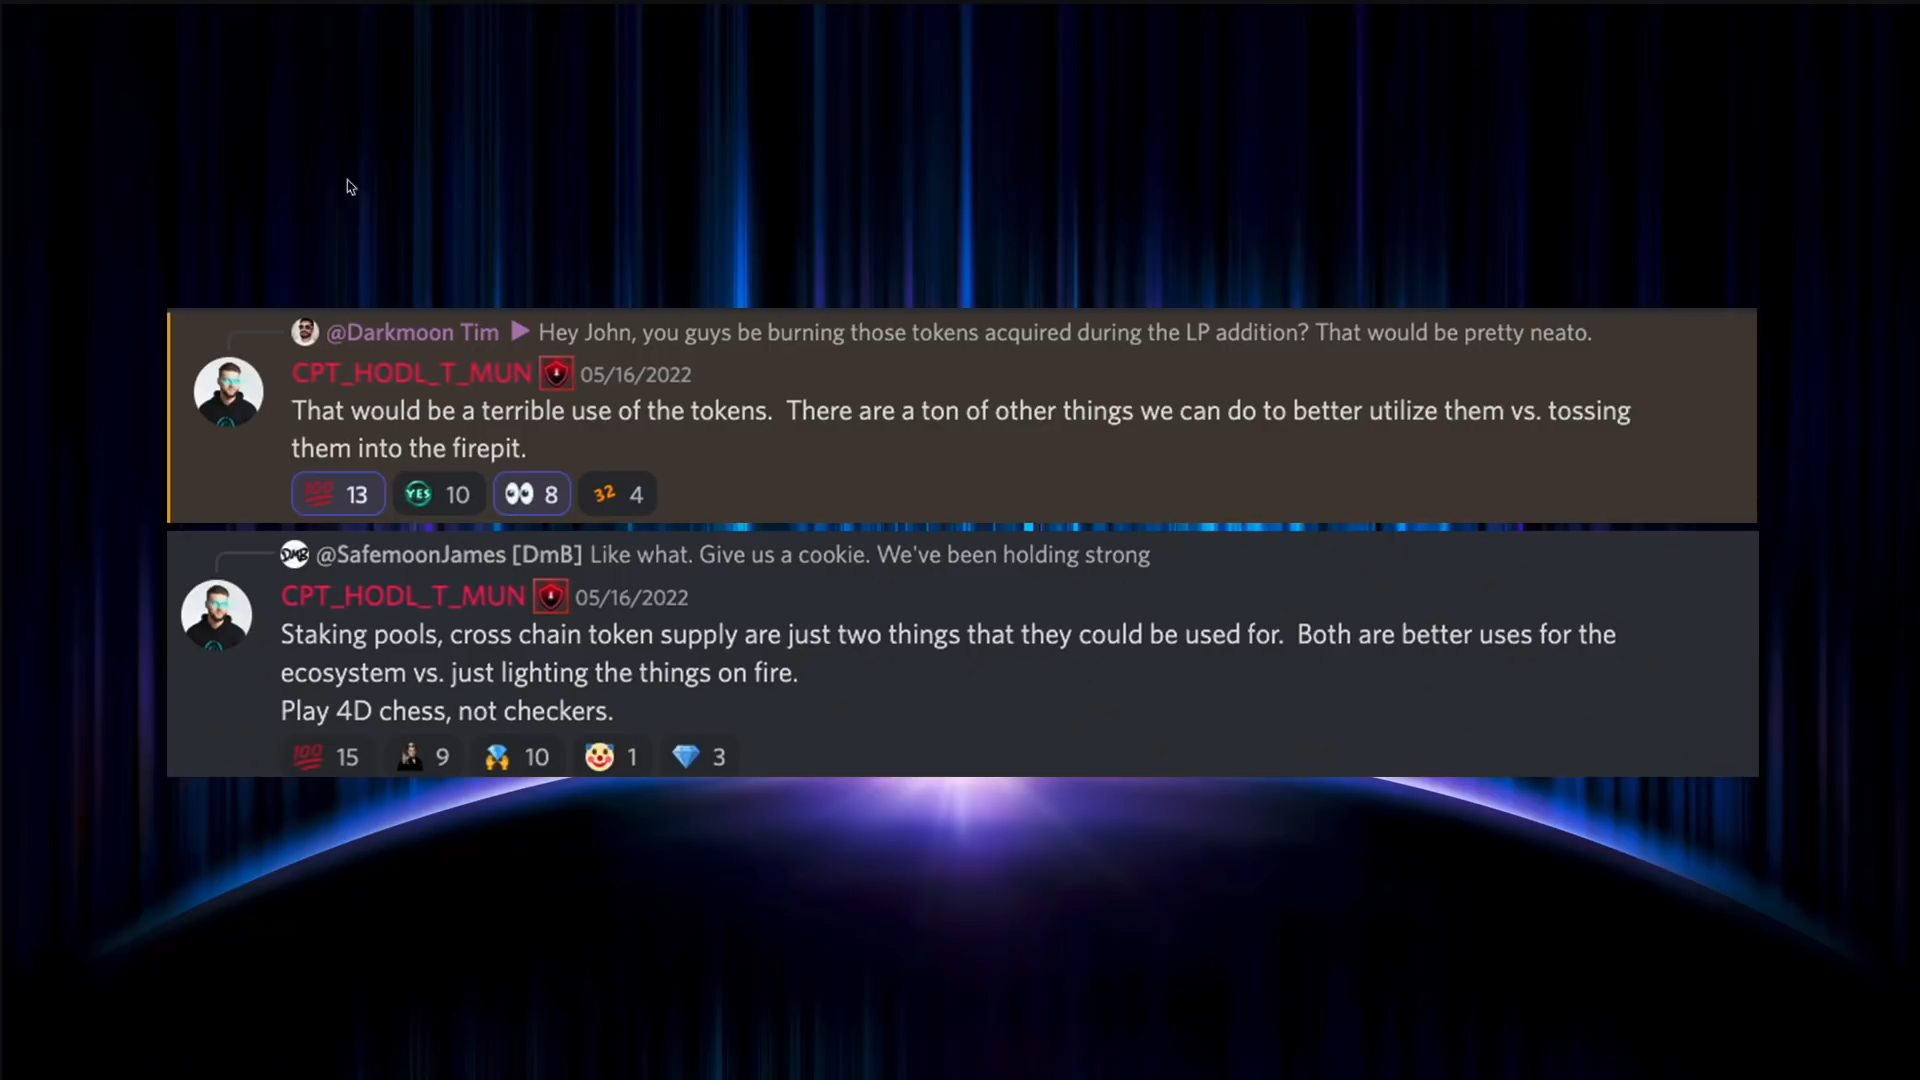 @Darkmoon Tim Hey John, you guys be burning those tokens acquired during the LP addition? That would be pretty neato.
CPT_HODL_T_MUN 05/16/2022
That would be a terrible use of the tokens. There are a ton of other things we can do to better utilize them vs. tossing
them into the firepit.
100 13 YES 10 8 32 4
DMB @SafemoonJames [DmB] Like what. Give us a cookie. We've been holding strong
CPT_HODL_T_MUN 05/16/2022
Staking pools, cross chain token supply are just two things that they could be used for. Both are better uses for the
ecosystem vs. just lighting the things on fire.
Play 4D chess, not checkers.
100 15 9 10 1 3